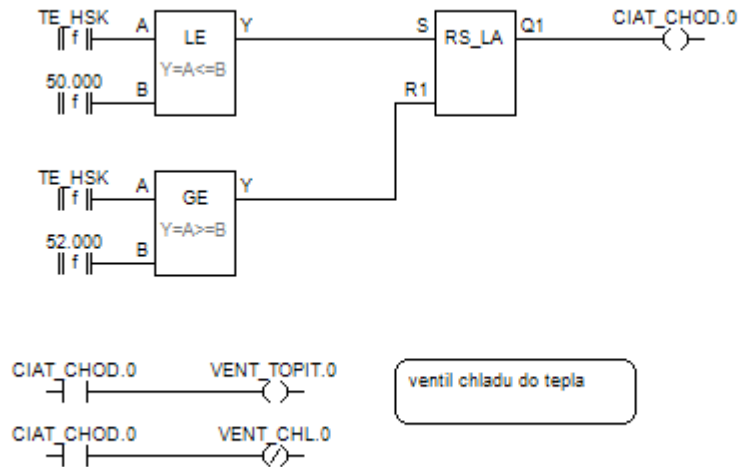 TE_HSK A LE Y S RS_LA Q1 CIAT_CHOD.0
f Y=A<=B
50.000 B R1
f
TE_HSK A GE Y
f Y=A>=B
52.000 B
f
CIAT_CHOD.0 VENT_TOPIT.0 ventil chladu do tepla
CIAT_CHOD.0 VENT_CHL.0